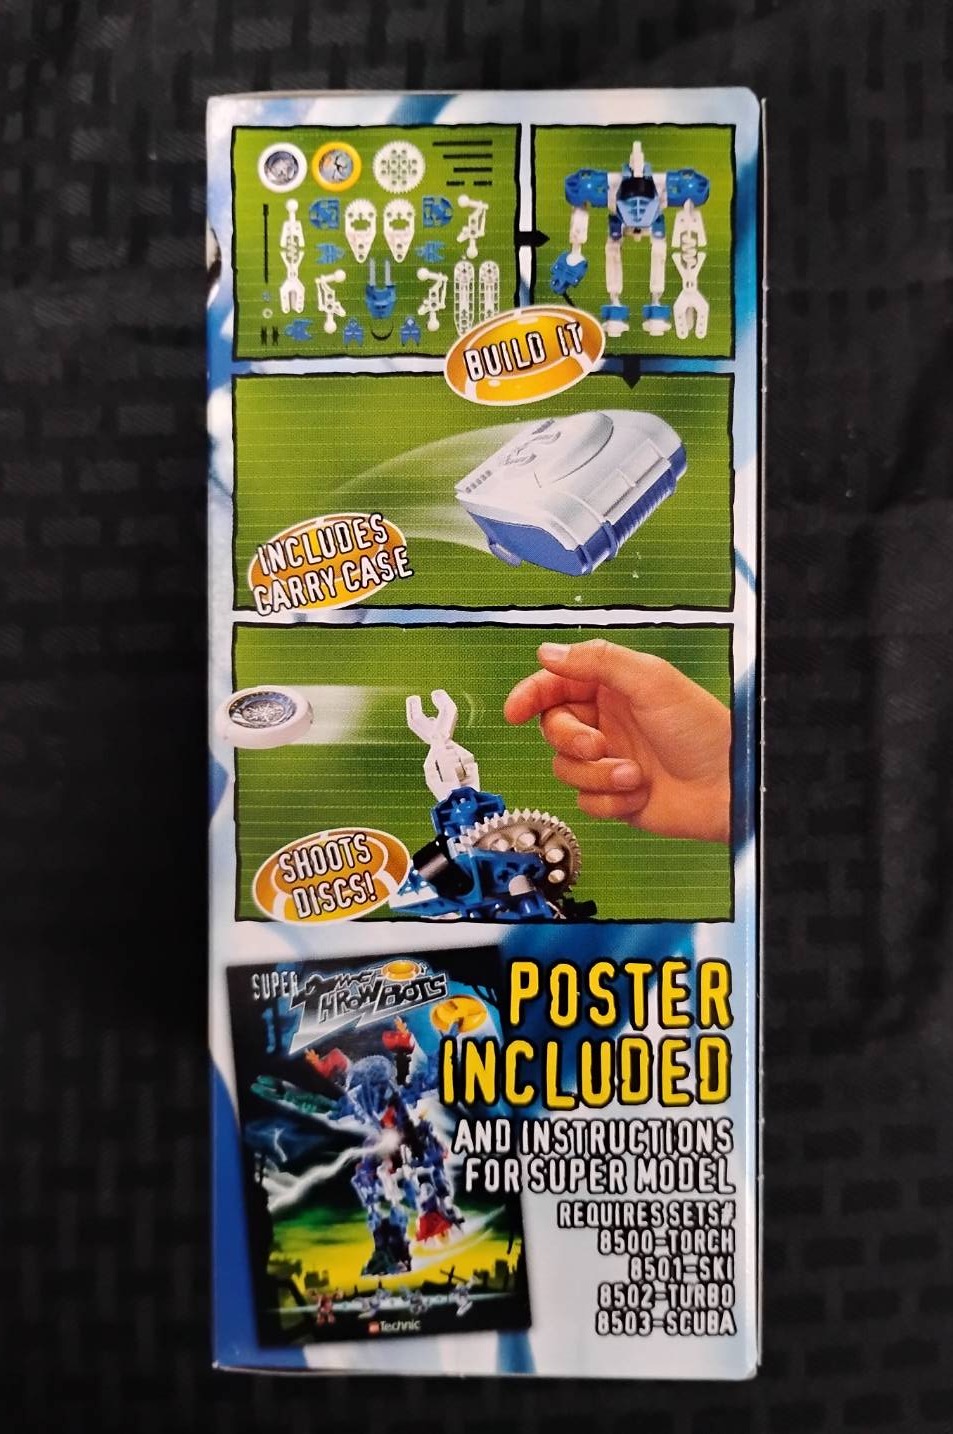 BUILD IT
INCLUDES
CARRY CASE
SHOOTS
DISCS!
SUPER
THROWBOTS
Technic
POSTER
INCLUDED
AND INSTRUCTIONS
FOR SUPER MODEL
REQUIRES SETS#
8500=TORCH
8501=SKI
8502=TURBO
8503=SCUBA